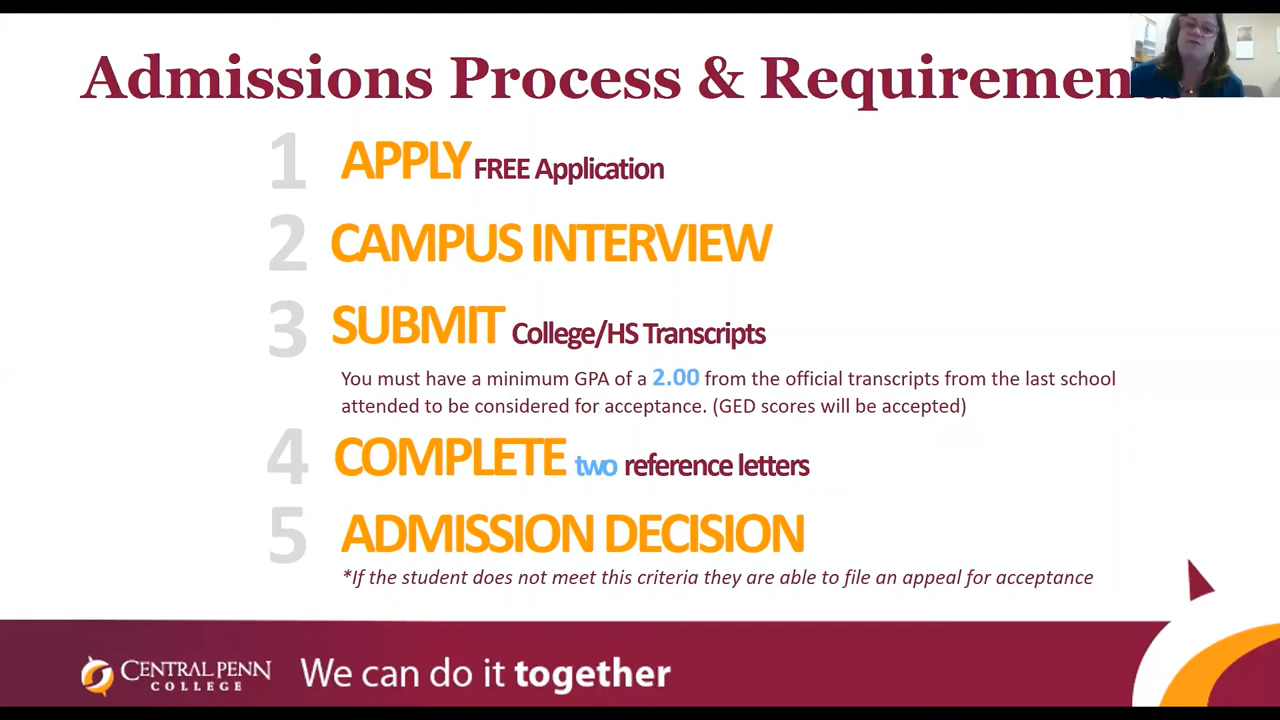 Admissions Process & Requirements
1 APPLY FREE Application
2 CAMPUS INTERVIEW
3 SUBMIT College/HS Transcripts
You must have a minimum GPA of a 2.00 from the official transcripts from the last school
attended to be considered for acceptance. (GED scores will be accepted)
4 COMPLETE two reference letters
5 ADMISSION DECISION
*If the student does not meet this criteria they are able to file an appeal for acceptance
CENTRAL PENN
COLLEGE
We can do it together